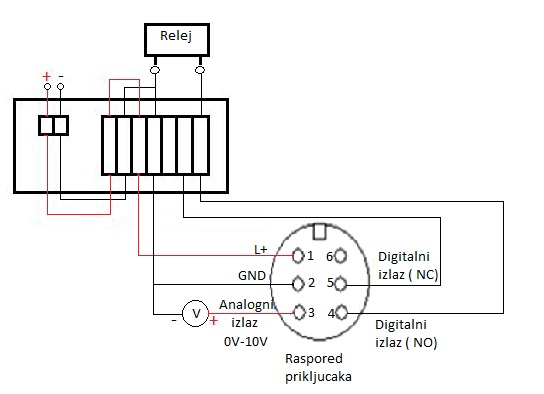 Relej
+ -
L+
1
6
Digitalni
izlaz ( NC)
GND
2
5
Analogni
izlaz
0V-10V
- V +
3
4
Digitalni
izlaz ( NO)
Raspored
prikljucaka